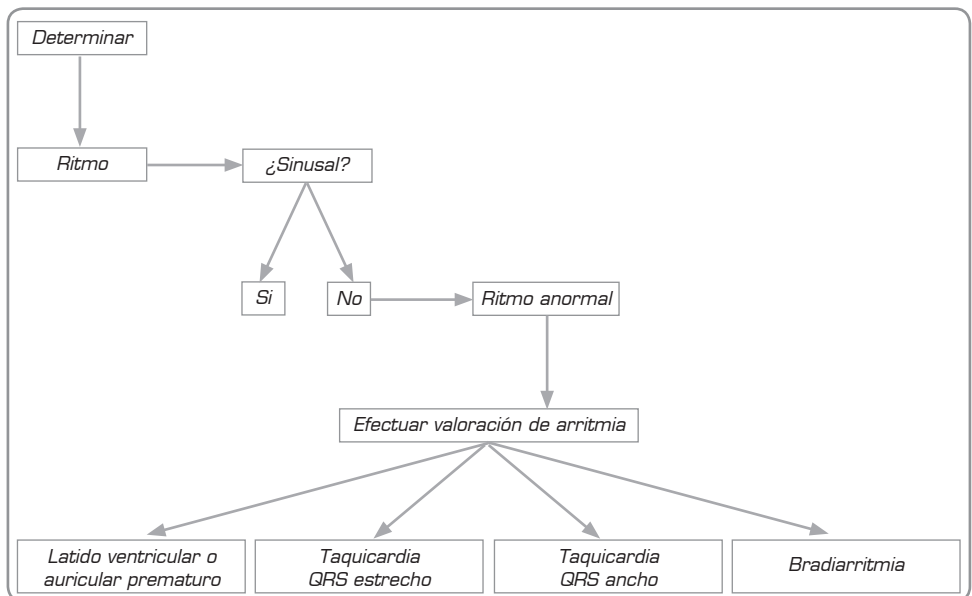 Determinar
Ritmo
¿Sinusal?
Si
No
Ritmo anormal
Efectuar valoración de arritmia
Latido ventricular o
auricular prematuro
Taquicardia
QRS estrecho
Taquicardia
QRS ancho
Bradiarritmia